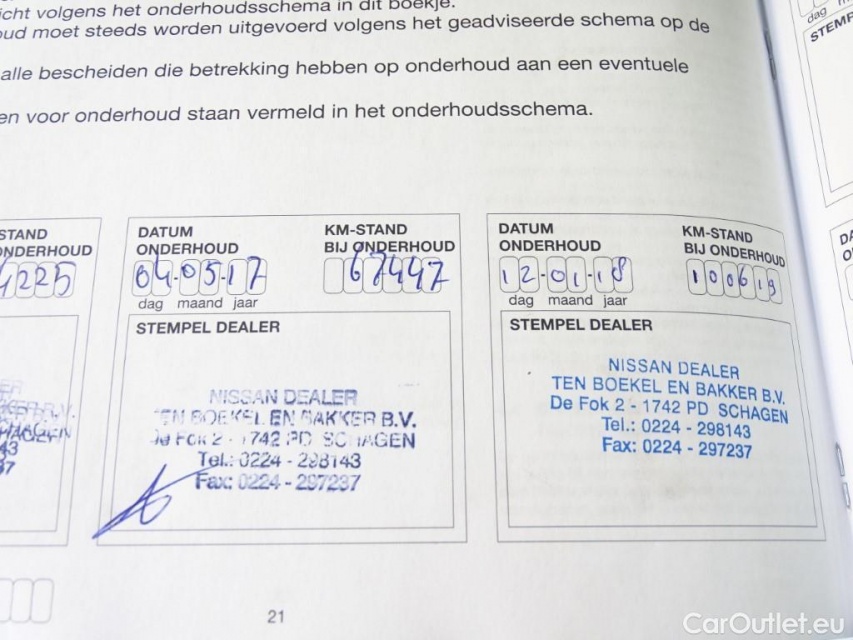 icht volgens het onderhoudsschema in dit boekje.
oud moet steeds worden uitgevoerd volgens het geadviseerde schema op de
alle bescheiden die betrekking hebben op onderhoud aan een eventuele
en voor onderhoud staan vermeld in het onderhoudsschema.
STAND
ONDERHOUD
4225
DATUM
ONDERHOUD
KM-STAND
BIJ ONDERHOUD
04-05-17
67447
dag maand jaar
STEMPEL DEALER
NISSAN DEALER
TEN BOEKEL EN BAKKER B.V.
De Fok 2 - 1742 PD SCHAGEN
Tel.: 0224 - 298143
Fax: 0224 - 297237
DATUM
ONDERHOUD
KM-STAND
BIJ ONDERHOUD
12-01-18
100619
dag maand jaar
STEMPEL DEALER
NISSAN DEALER
TEN BOEKEL EN BAKKER B.V.
De Fok 2 - 1742 PD SCHAGEN
Tel.: 0224 - 298143
Fax: 0224 - 297237
dag
STEMP
21
CarOutlet.eu